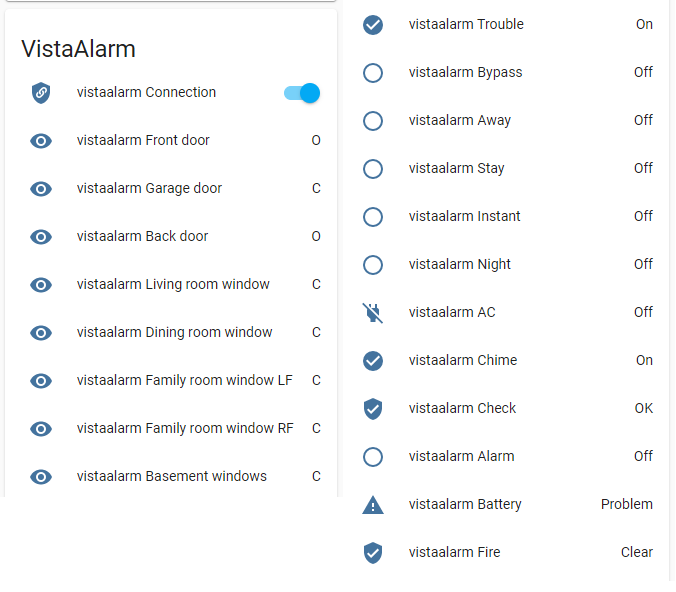 VistaAlarm
vistaalarm Connection
vistaalarm Front door O
vistaalarm Garage door C
vistaalarm Back door O
vistaalarm Living room window C
vistaalarm Dining room window C
vistaalarm Family room window LF C
vistaalarm Family room window RF C
vistaalarm Basement windows C
vistaalarm Trouble On
vistaalarm Bypass Off
vistaalarm Away Off
vistaalarm Stay Off
vistaalarm Instant Off
vistaalarm Night Off
vistaalarm AC Off
vistaalarm Chime On
vistaalarm Check OK
vistaalarm Alarm Off
vistaalarm Battery Problem
vistaalarm Fire Clear